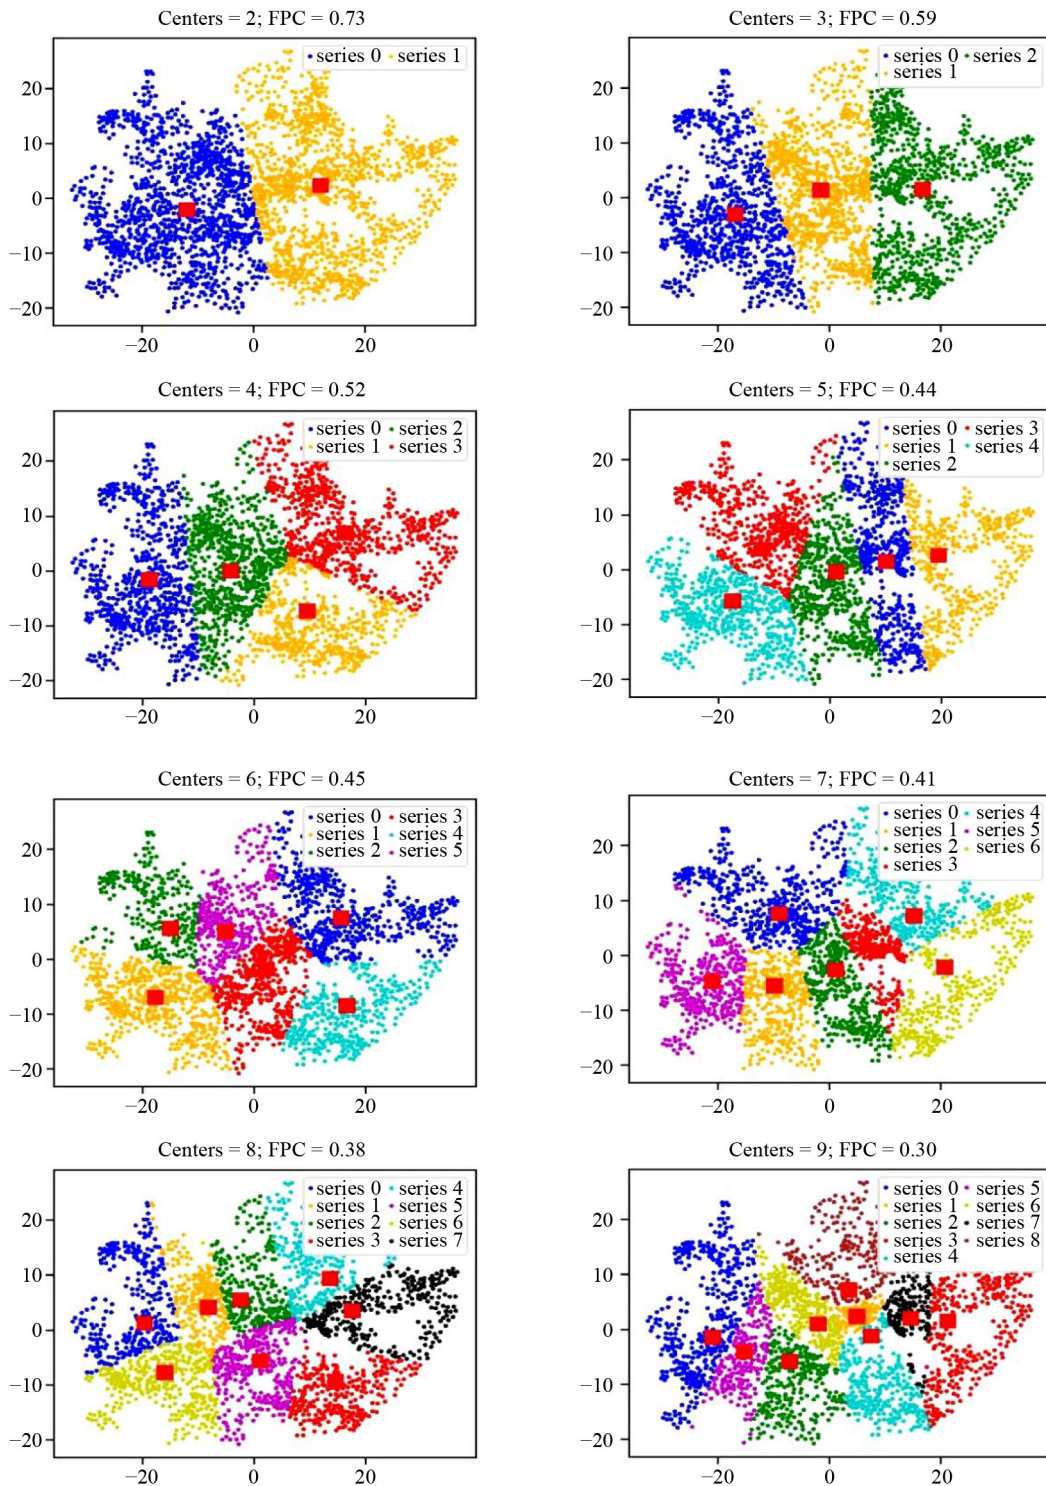 Centers = 2; FPC = 0.73
series 0 series 1
20
10
0
−10
−20
−20 0 20
Centers = 3; FPC = 0.59
series 0 series 2
series 1
20
10
0
−10
−20
−20 0 20
Centers = 4; FPC = 0.52
series 0 series 2
series 1 series 3
20
10
0
−10
−20
−20 0 20
Centers = 5; FPC = 0.44
series 0 series 3
series 1 series 4
series 2
20
10
0
−10
−20
−20 0 20
Centers = 6; FPC = 0.45
series 0 series 3
series 1 series 4
series 2 series 5
20
10
0
−10
−20
−20 0 20
Centers = 7; FPC = 0.41
series 0 series 4
series 1 series 5
series 2 series 6
series 3
20
10
0
−10
−20
−20 0 20
Centers = 8; FPC = 0.38
series 0 series 4
series 1 series 5
series 2 series 6
series 3 series 7
20
10
0
−10
−20
−20 0 20
Centers = 9; FPC = 0.30
series 0 series 5
series 1 series 6
series 2 series 7
series 3 series 8
series 4
20
10
0
−10
−20
−20 0 20